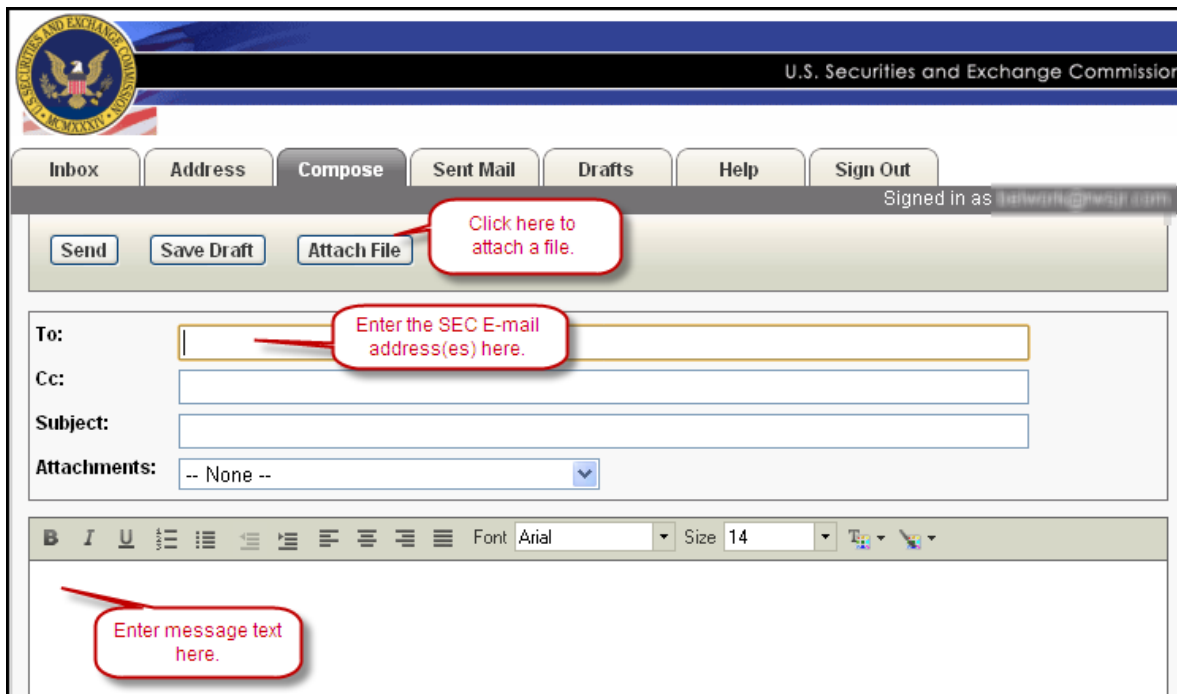 U.S. SECURITIES AND EXCHANGE COMMISSION
MCMXXXIV
U.S. Securities and Exchange Commission
Inbox Address Compose Sent Mail Drafts Help Sign Out
Signed in as
Send Save Draft Attach File
Click here to
attach a file.
To:
Enter the SEC E-mail
address(es) here.
Cc:
Subject:
Attachments: -- None --
B I U Font Arial Size 14
Enter message text
here.